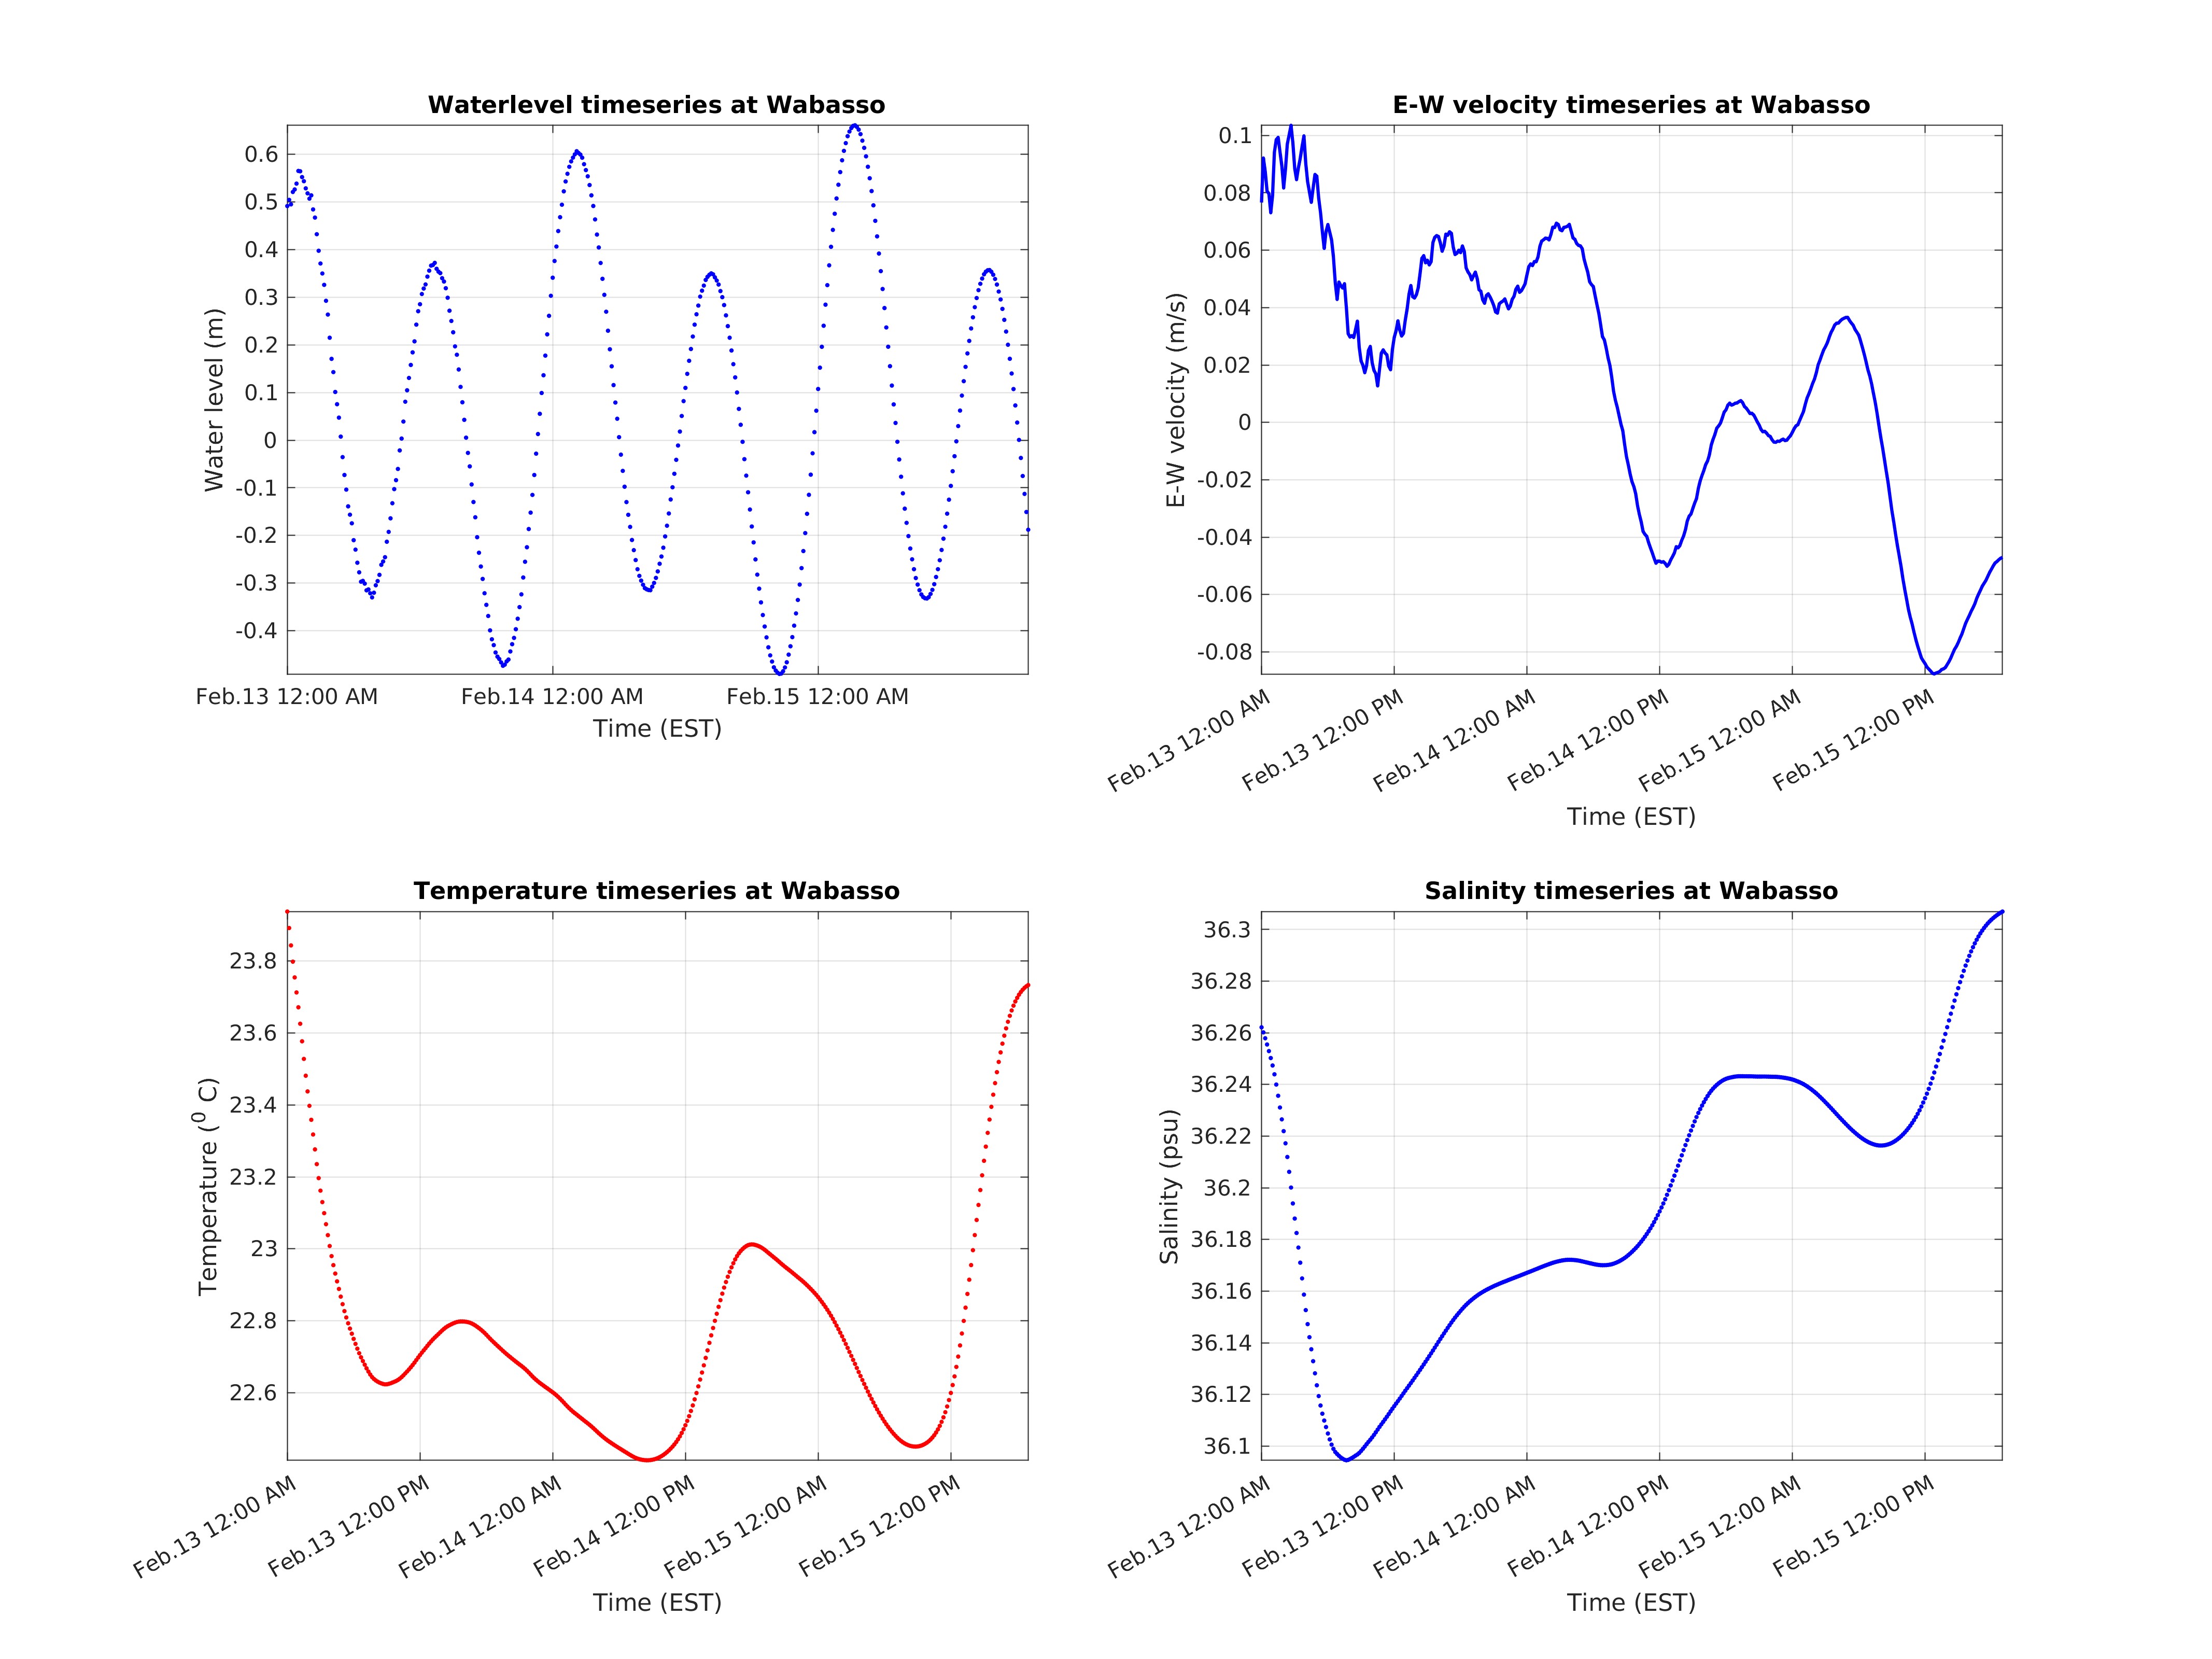 Waterlevel timeseries at Wabasso
0.6
0.5
0.4
0.3
0.2
0.1
0
-0.1
-0.2
-0.3
-0.4
Water level (m)
Feb.13 12:00 AM
Feb.14 12:00 AM
Feb.15 12:00 AM
Time (EST)
E-W velocity timeseries at Wabasso
0.1
0.08
0.06
0.04
0.02
0
-0.02
-0.04
-0.06
-0.08
E-W velocity (m/s)
Feb.13 12:00 AM
Feb.13 12:00 PM
Feb.14 12:00 AM
Feb.14 12:00 PM
Feb.15 12:00 AM
Feb.15 12:00 PM
Time (EST)
Temperature timeseries at Wabasso
23.8
23.6
23.4
23.2
23
22.8
22.6
Temperature (⁰ C)
Feb.13 12:00 AM
Feb.13 12:00 PM
Feb.14 12:00 AM
Feb.14 12:00 PM
Feb.15 12:00 AM
Feb.15 12:00 PM
Time (EST)
Salinity timeseries at Wabasso
36.3
36.28
36.26
36.24
36.22
36.2
36.18
36.16
36.14
36.12
36.1
Salinity (psu)
Feb.13 12:00 AM
Feb.13 12:00 PM
Feb.14 12:00 AM
Feb.14 12:00 PM
Feb.15 12:00 AM
Feb.15 12:00 PM
Time (EST)